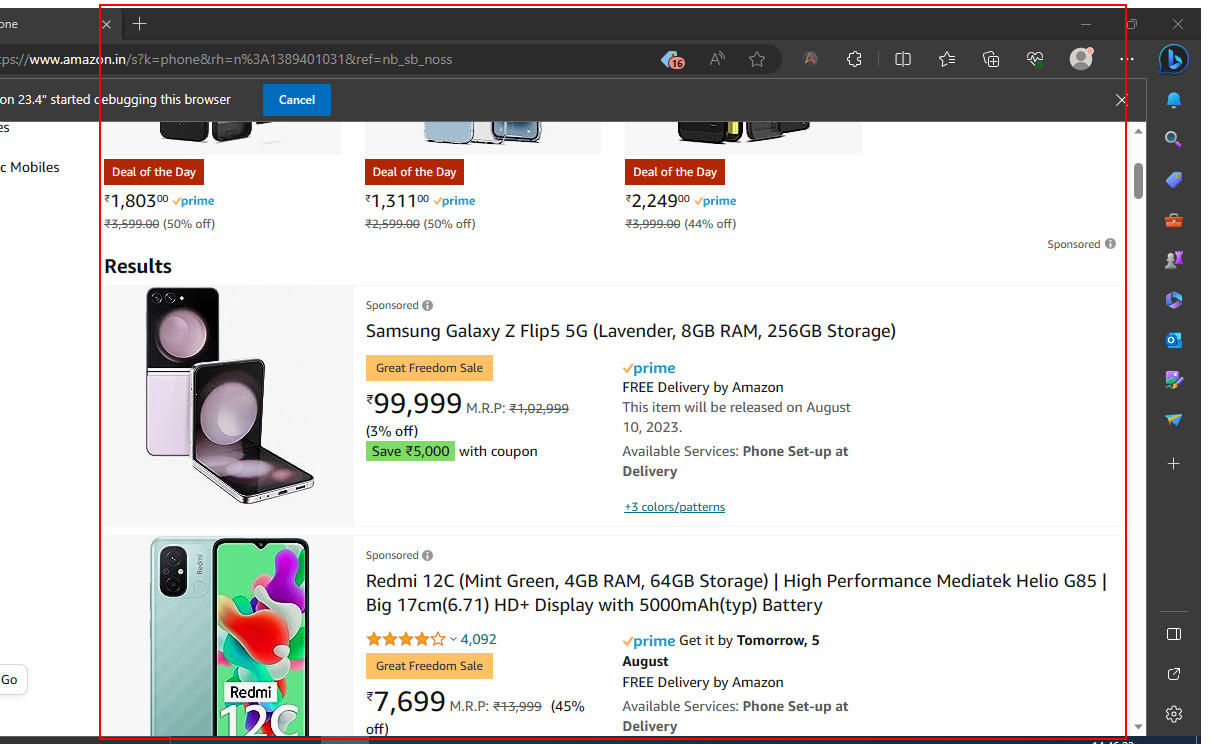 one
ps://www.amazon.in/s?k=phone&rh=n%3A1389401031&ref=nb_sb_noss
16
on 23.4" started debugging this browser
Cancel
es
c Mobiles
Deal of the Day
Deal of the Day
Deal of the Day
₹1,80300 prime
₹1,31100 prime
₹2,24900 prime
₹3,599.00 (50% off)
₹2,599.00 (50% off)
₹3,999.00 (44% off)
Sponsored
Results
Sponsored
Samsung Galaxy Z Flip5 5G (Lavender, 8GB RAM, 256GB Storage)
Great Freedom Sale
₹99,999 M.R.P: ₹1,02,999
(3% off)
Save ₹5,000 with coupon
prime
FREE Delivery by Amazon
This item will be released on August
10, 2023.
Available Services: Phone Set-up at
Delivery
+3 colors/patterns
Sponsored
Redmi 12C (Mint Green, 4GB RAM, 64GB Storage) | High Performance Mediatek Helio G85 |
Big 17cm(6.71) HD+ Display with 5000mAh(typ) Battery
4,092
Great Freedom Sale
₹7,699 M.R.P: ₹13,999 (45%
off)
prime Get it by Tomorrow, 5
August
FREE Delivery by Amazon
Available Services: Phone Set-up at
Delivery
Redmi
Redmi
12C
Go